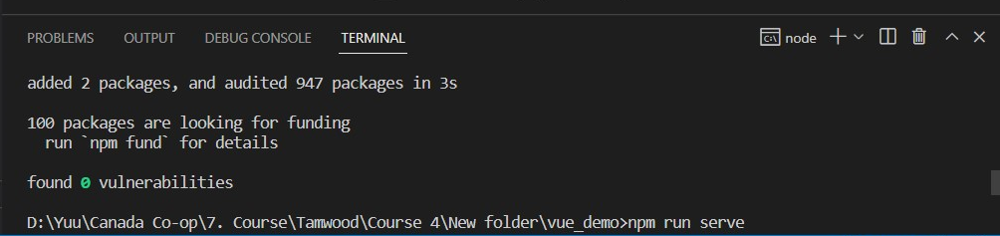 PROBLEMS OUTPUT DEBUG CONSOLE TERMINAL node
added 2 packages, and audited 947 packages in 3s
100 packages are looking for funding
  run `npm fund` for details
found 0 vulnerabilities
D:\Yuu\Canada Co-op\7. Course\Tamwood\Course 4\New folder\vue_demo>npm run serve